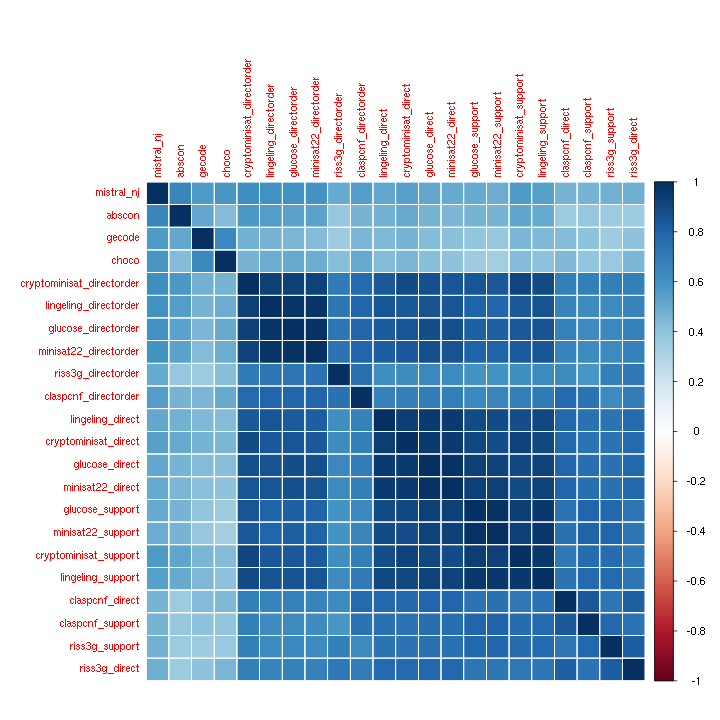 mistral_nj
abscon
gecode
choco
cryptominisat_directorder
lingeling_directorder
glucose_directorder
minisat22_directorder
riss3g_directorder
claspcnf_directorder
lingeling_direct
cryptominisat_direct
glucose_direct
minisat22_direct
glucose_support
minisat22_support
cryptominisat_support
lingeling_support
claspcnf_direct
claspcnf_support
riss3g_support
riss3g_direct
mistral_nj
abscon
gecode
choco
cryptominisat_directorder
lingeling_directorder
glucose_directorder
minisat22_directorder
riss3g_directorder
claspcnf_directorder
lingeling_direct
cryptominisat_direct
glucose_direct
minisat22_direct
glucose_support
minisat22_support
cryptominisat_support
lingeling_support
claspcnf_direct
claspcnf_support
riss3g_support
riss3g_direct
1
0.8
0.6
0.4
0.2
0
-0.2
-0.4
-0.6
-0.8
-1